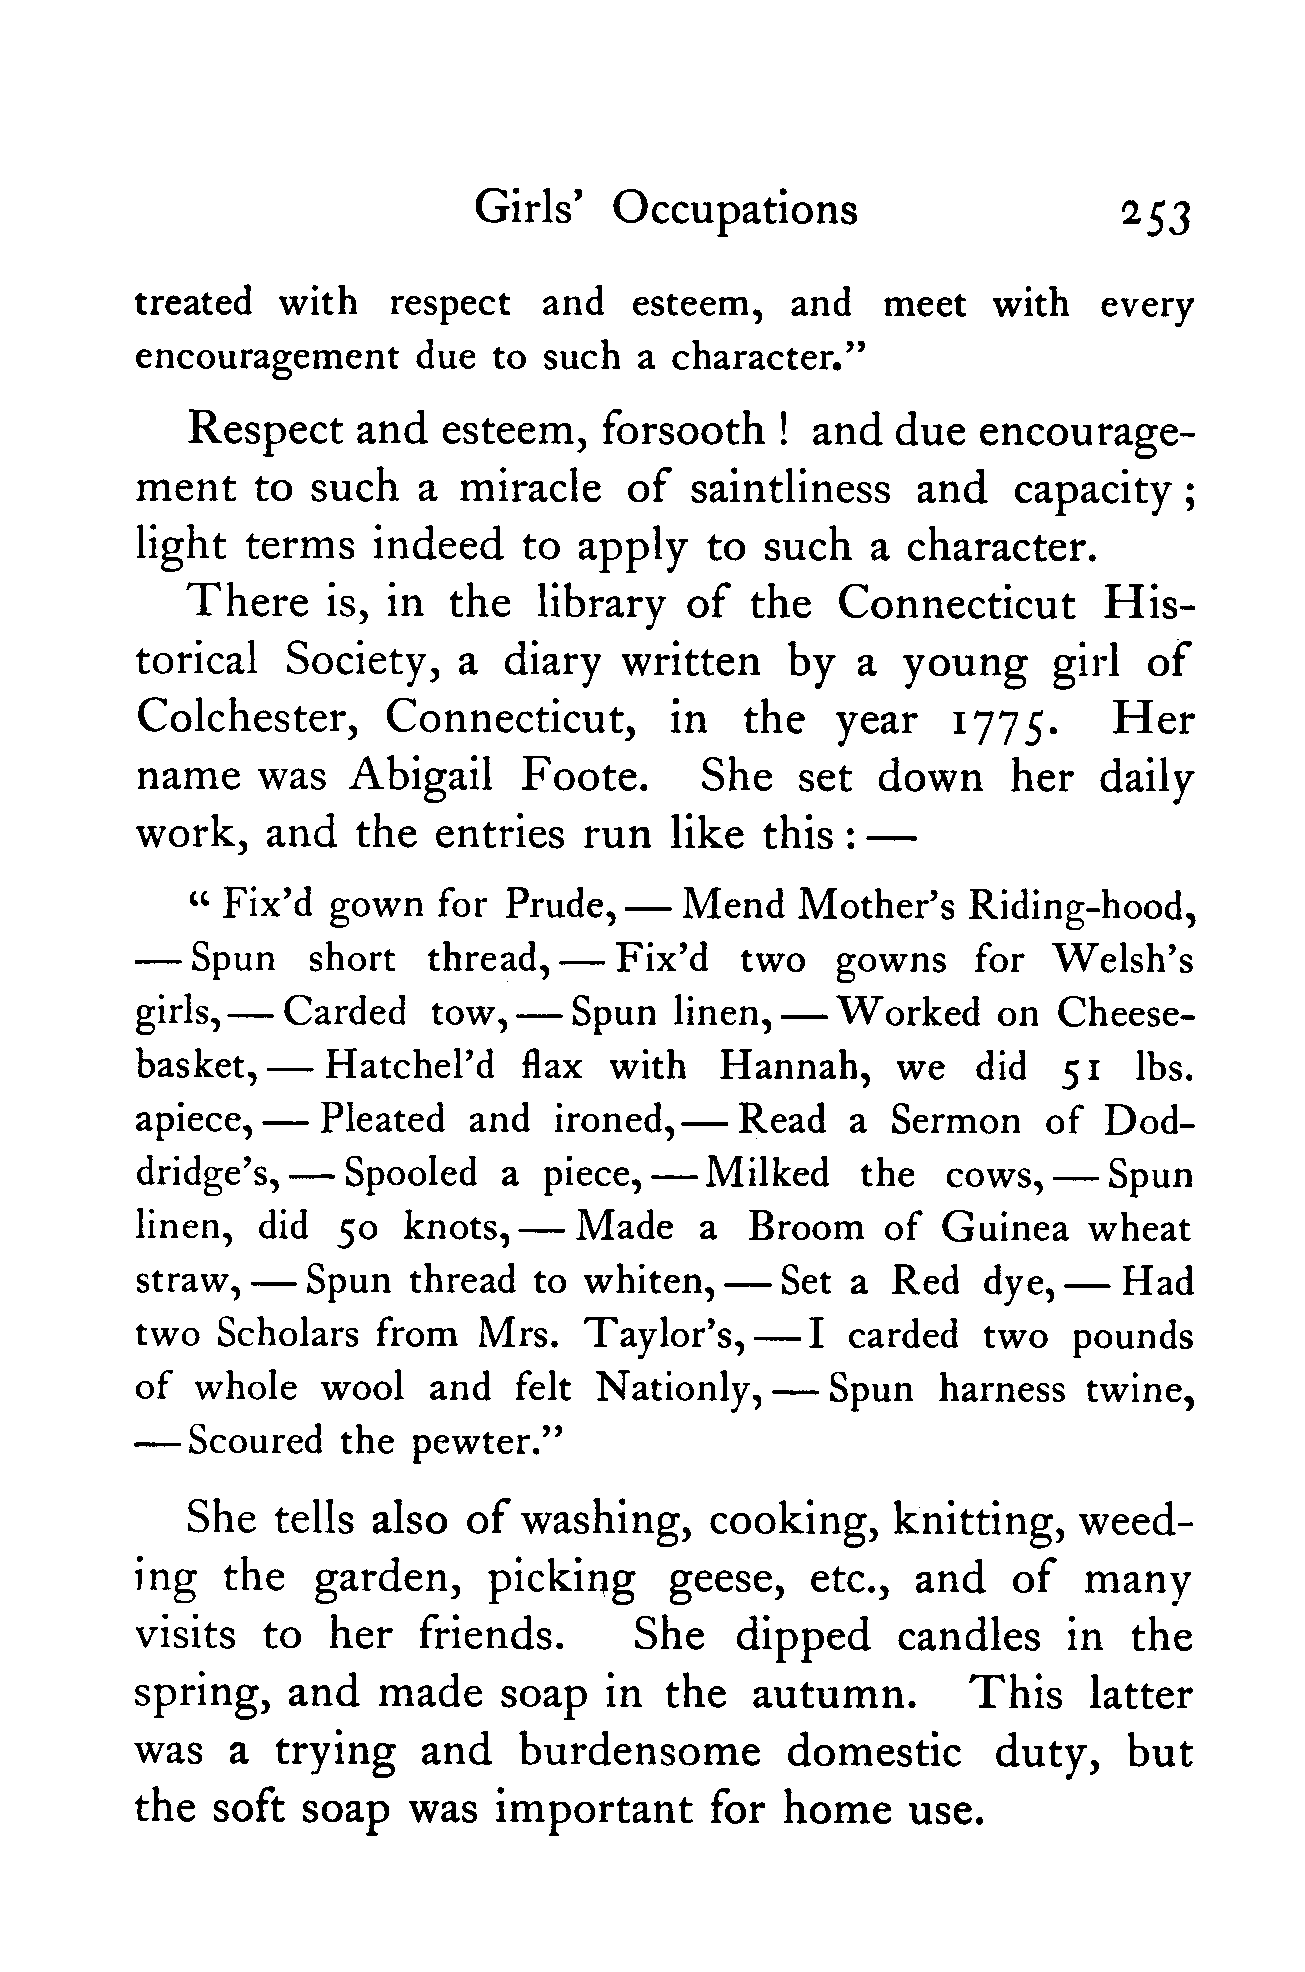 Girls' Occupations 253
treated with respect and esteem, and meet with every
encouragement due to such a character."
Respect and esteem, forsooth ! and due encourage-
ment to such a miracle of saintliness and capacity ;
light terms indeed to apply to such a character.
There is, in the library of the Connecticut His-
torical Society, a diary written by a young girl of
Colchester, Connecticut, in the year 1775. Her
name was Abigail Foote. She set down her daily
work, and the entries run like this : —
" Fix'd gown for Prude, — Mend Mother's Riding-hood,
— Spun short thread, — Fix'd two gowns for Welsh's
girls, — Carded tow, — Spun linen, — Worked on Cheese-
basket, — Hatchel'd flax with Hannah, we did 51 lbs.
apiece, — Pleated and ironed, — Read a Sermon of Dod-
dridge's, — Spooled a piece, — Milked the cows, — Spun
linen, did 50 knots, — Made a Broom of Guinea wheat
straw, — Spun thread to whiten, — Set a Red dye, — Had
two Scholars from Mrs. Taylor's, — I carded two pounds
of whole wool and felt Nationly, — Spun harness twine,
— Scoured the pewter."
She tells also of washing, cooking, knitting, weed-
ing the garden, picking geese, etc., and of many
visits to her friends. She dipped candles in the
spring, and made soap in the autumn. This latter
was a trying and burdensome domestic duty, but
the soft soap was important for home use.